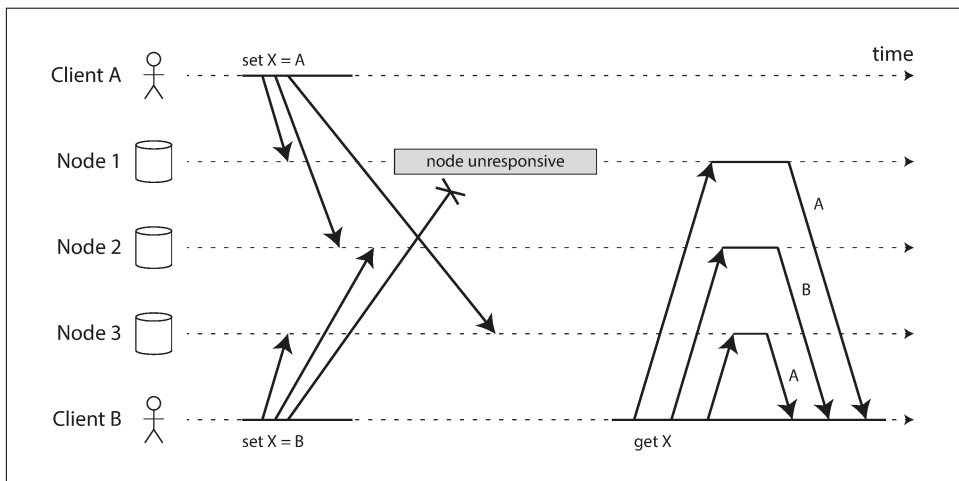 set X = A
time
Client A
Node 1
node unresponsive
A
Node 2
B
Node 3
A
Client B
set X = B
get X